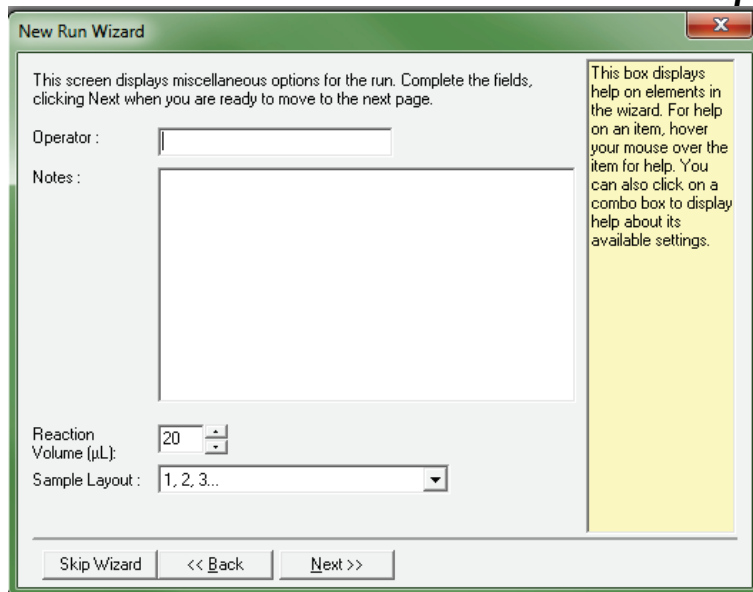 New Run Wizard
This screen displays miscellaneous options for the run. Complete the fields,
clicking Next when you are ready to move to the next page.
Operator :
Notes :
Reaction
Volume (µL):
20
Sample Layout :
1, 2, 3...
Skip Wizard
<< Back
Next >>
This box displays
help on elements in
the wizard. For help
on an item, hover
your mouse over the
item for help. You
can also click on a
combo box to display
help about its
available settings.